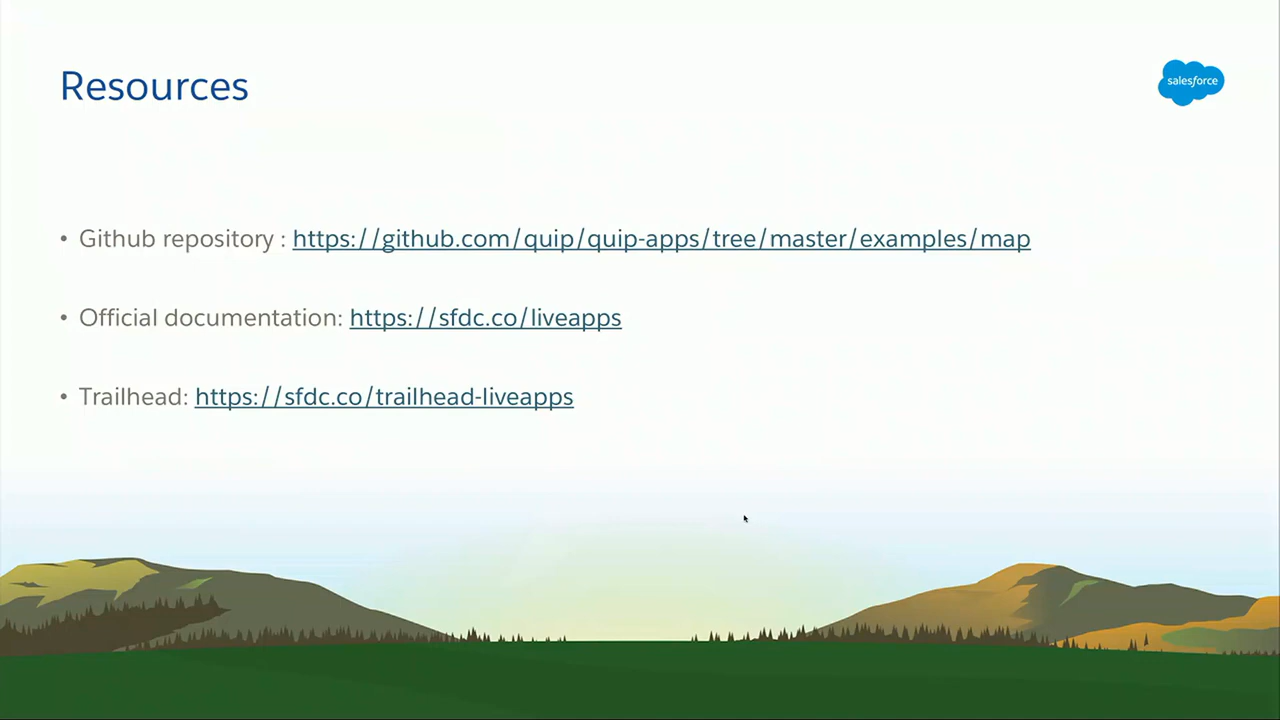 Resources
salesforce
• Github repository : https://github.com/quip/quip-apps/tree/master/examples/map
• Official documentation: https://sfdc.co/liveapps
• Trailhead: https://sfdc.co/trailhead-liveapps